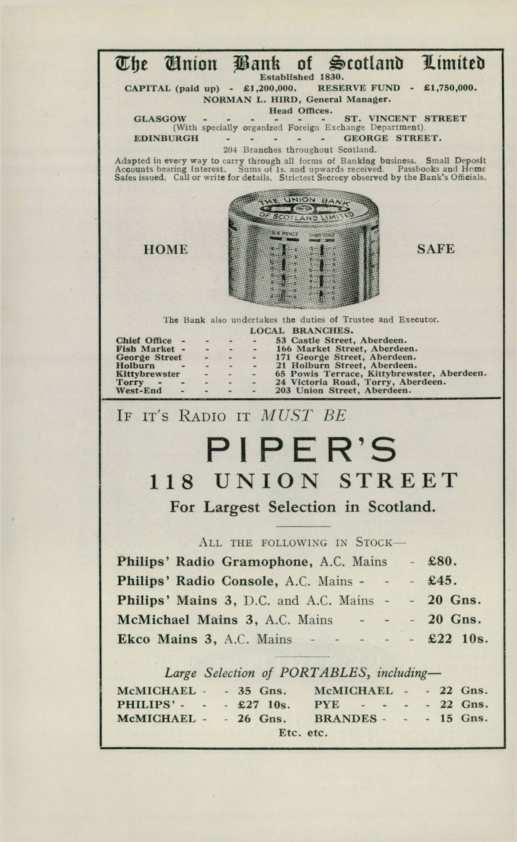 The Union Bank of Scotland Limited
Established 1830.
CAPITAL (paid up) - £1,200,000. RESERVE FUND - £1,750,000.
NORMAN L. HIRD, General Manager.
Head Offices.
GLASGOW - - - - - - ST. VINCENT STREET
(With specially organized Foreign Exchange Department)
EDINBURGH - - - - - GEORGE STREET.
204 Branches throughout Scotland.
Adapted in every way to carry through all forms of Banking business. Small Deposit
Accounts bearing Interest. Sums of 1s. and upwards received. Passbooks and Home
Safes issued. Call or write for details. Strictest Secrecy observed by the Bank's Officials.
THE UNION BANK
OF SCOTLAND LIMITED
HOME SAFE
The Bank also undertakes the duties of Trustee and Executor.
LOCAL BRANCHES.
Chief Office - - - - 53 Castle Street, Aberdeen.
Fish Market - - - - 166 Market Street, Aberdeen.
George Street - - - 171 George Street, Aberdeen.
Holburn - - - - 21 Holburn Street, Aberdeen.
Kittybrewster - - - 65 Powis Terrace, Kittybrewster, Aberdeen.
Torry - - - - - 24 Victoria Road, Torry, Aberdeen.
West-End - - - - 203 Union Street, Aberdeen.
IF IT'S RADIO IT MUST BE
PIPER'S
118 UNION STREET
For Largest Selection in Scotland.
ALL THE FOLLOWING IN STOCK—
Philips' Radio Gramophone, A.C. Mains - £80.
Philips' Radio Console, A.C. Mains - - - £45.
Philips' Mains 3, D.C. and A.C. Mains - - 20 Gns.
McMichael Mains 3, A.C. Mains - - - 20 Gns.
Ekco Mains 3, A.C. Mains - - - - - £22 10s.
Large Selection of PORTABLES, including—
McMICHAEL - - 35 Gns. McMICHAEL - - 22 Gns.
PHILIPS' - - - £27 10s. PYE - - - - 22 Gns.
McMICHAEL - - 26 Gns. BRANDES - - - 15 Gns.
Etc. etc.